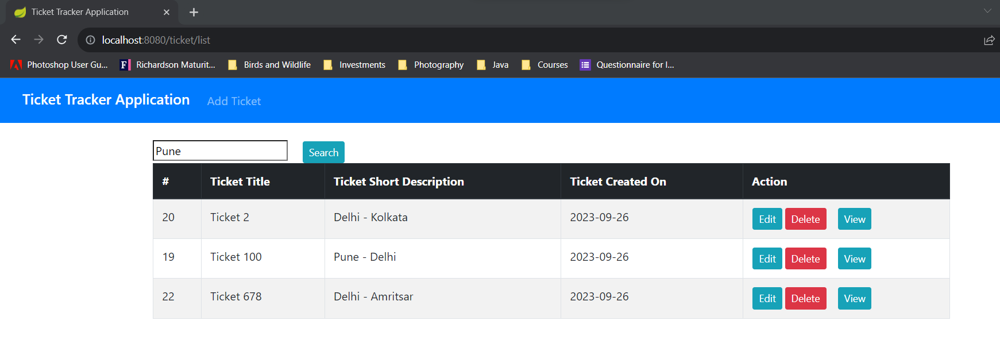 Ticket Tracker Application
localhost:8080/ticket/list
Photoshop User Gu... Richardson Maturit... Birds and Wildlife Investments Photography Java Courses Questionnaire for I...
Ticket Tracker Application Add Ticket
Pune Search
# Ticket Title Ticket Short Description Ticket Created On Action
20 Ticket 2 Delhi - Kolkata 2023-09-26 Edit Delete View
19 Ticket 100 Pune - Delhi 2023-09-26 Edit Delete View
22 Ticket 678 Delhi - Amritsar 2023-09-26 Edit Delete View